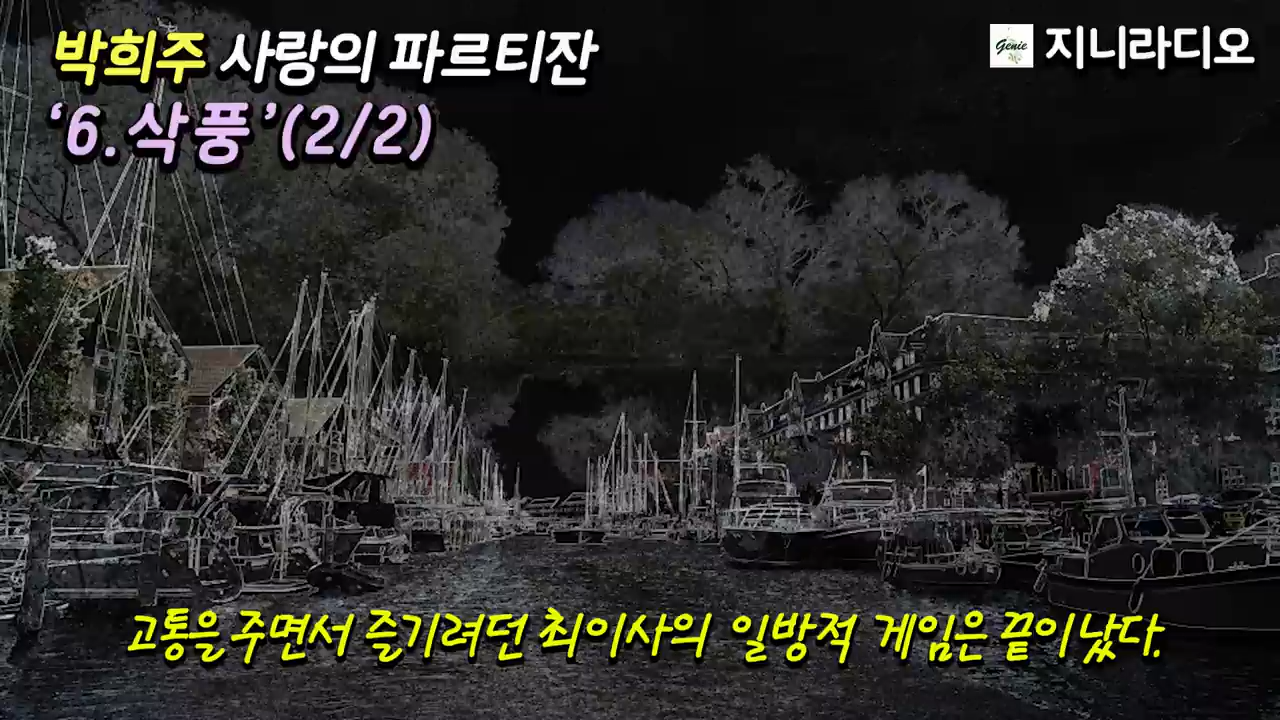 박희주 사랑의 파르티잔
‘6. 삭풍’(2/2)
Genie
지니라디오
고통을 주면서 즐기려던 최이사의 일방적 게임은 끝이 났다.